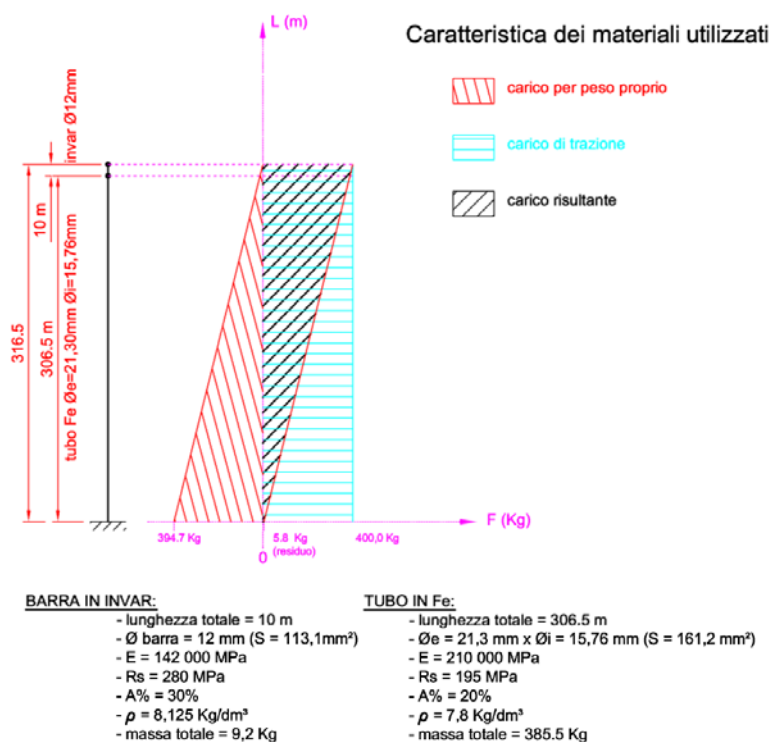 L (m)
Caratteristica dei materiali utilizzati
carico per peso proprio
carico di trazione
carico risultante
invar Ø12mm
10 m
316.5
306.5 m
tubo Fe Øe=21,30mm Øi=15,76mm
F (Kg)
394.7 Kg
5.8 Kg
400,0 Kg
0
(residuo)
BARRA IN INVAR:
- lunghezza totale = 10 m
- Ø barra = 12 mm (S = 113,1mm²)
- E = 142 000 MPa
- Rs = 280 MPa
- A% = 30%
- ρ = 8,125 Kg/dm³
- massa totale = 9,2 Kg
TUBO IN Fe:
- lunghezza totale = 306.5 m
- Øe = 21,3 mm x Øi = 15,76 mm (S = 161,2 mm²)
- E = 210 000 MPa
- Rs = 195 MPa
- A% = 20%
- ρ = 7,8 Kg/dm³
- massa totale = 385.5 Kg